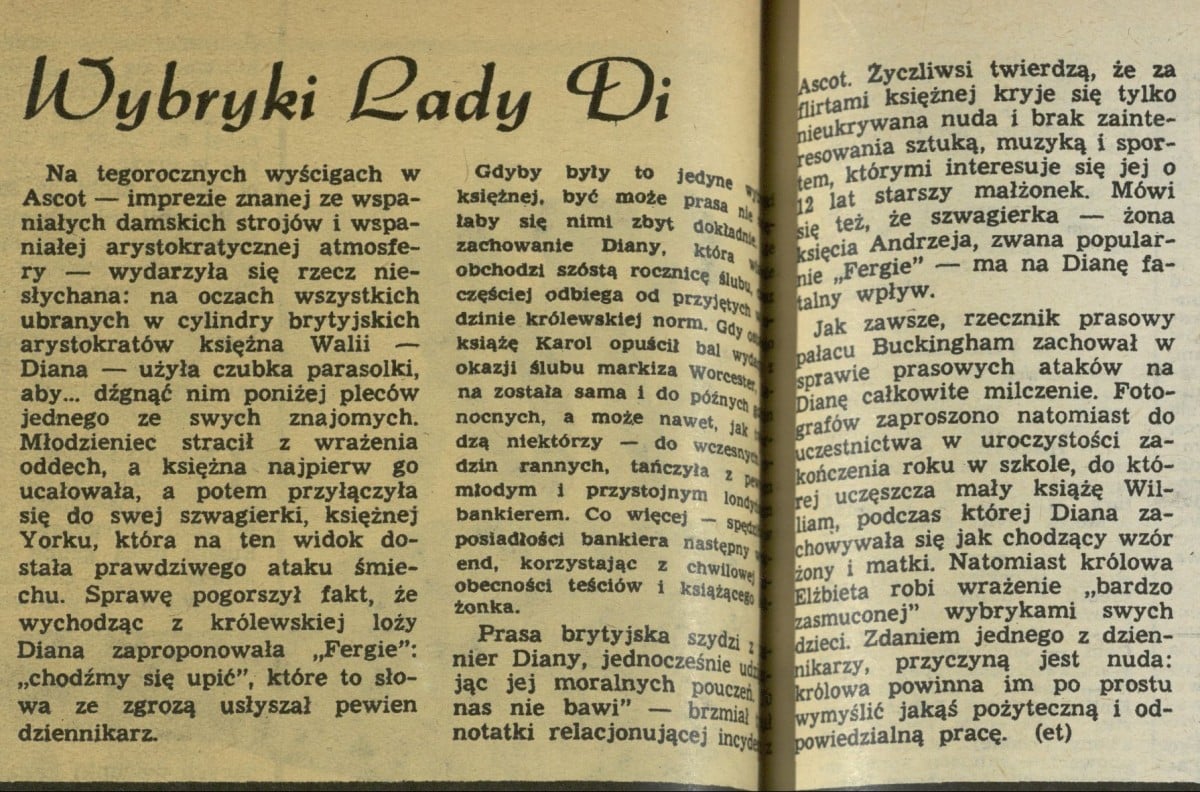 Wybryki Lady Di
Na tegorocznych wyścigach w
Ascot — imprezie znanej ze wspa-
niałych damskich strojów i wspa-
niałej arystokratycznej atmosfe-
ry — wydarzyła się rzecz nie-
słychana: na oczach wszystkich
ubranych w cylindry brytyjskich
arystokratów księżna Walii —
Diana — użyła czubka parasolki,
aby... dźgnąć nim poniżej pleców
jednego ze swych znajomych.
Młodzieniec stracił z wrażenia
oddech, a księżna najpierw go
ucałowała, a potem przyłączyła
się do swej szwagierki, księżnej
Yorku, która na ten widok do-
stała prawdziwego ataku śmie-
chu. Sprawę pogorszył fakt, że
wychodząc z królewskiej loży
Diana zaproponowała „Fergie”:
„chodźmy się upić”, które to sło-
wa ze zgrozą usłyszał pewien
dziennikarz.
Gdyby były to jedyne
księżnej, być może prasa nie
łaby się nimi zbyt dokładnie,
zachowanie Diany, która
obchodzi szóstą rocznicę ślubu,
częściej odbiega od przyjętych
dzinie królewskiej norm. Gdy
książę Karol opuścił bal
okazji ślubu markiza Worcester,
na została sama i do późnych
nocnych, a może nawet, jak
dzą niektórzy — do wczesnych
dzin rannych, tańczyła z
młodym i przystojnym
bankierem. Co więcej —
posiadłości bankiera następny
end, korzystając z chwilowej
obecności teściów i książącego
żonka.
Prasa brytyjska szydzi z
nier Diany, jednocześnie
jąc jej moralnych pouczeń.
nas nie bawi” — brzmiał
notatki relacjonującej
Ascot. Życzliwsi twierdzą, że za
flirtami księżnej kryje się tylko
nieukrywana nuda i brak zainte-
resowania sztuką, muzyką i spor-
tem, którymi interesuje się jej o
12 lat starszy małżonek. Mówi
się też, że szwagierka — żona
księcia Andrzeja, zwana popular-
nie „Fergie” — ma na Dianę fa-
talny wpływ.
Jak zawsze, rzecznik prasowy
pałacu Buckingham zachował w
sprawie prasowych ataków na
Dianę całkowite milczenie. Foto-
grafów zaproszono natomiast do
uczestnictwa w uroczystości za-
kończenia roku w szkole, do któ-
rej uczęszcza mały książę Wil-
liam, podczas której Diana za-
chowywała się jak chodzący wzór
żony i matki. Natomiast królowa
Elżbieta robi wrażenie „bardzo
zasmuconej” wybrykami swych
dzieci. Zdaniem jednego z dzien-
nikarzy, przyczyną jest nuda:
królowa powinna im po prostu
wymyślić jakąś pożyteczną i od-
powiedzialną pracę. (et)